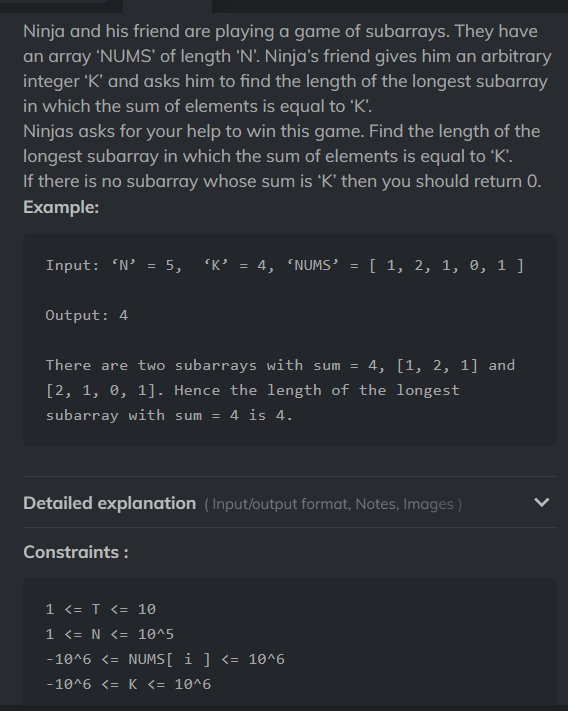 Ninja and his friend are playing a game of subarrays. They have
an array ‘NUMS’ of length ‘N’. Ninja’s friend gives him an arbitrary
integer ‘K’ and asks him to find the length of the longest subarray
in which the sum of elements is equal to ‘K’.
Ninjas asks for your help to win this game. Find the length of the
longest subarray in which the sum of elements is equal to ‘K’.
If there is no subarray whose sum is ‘K’ then you should return 0.
Example:
Input: ‘N’ = 5,  ‘K’ = 4, ‘NUMS’ = [ 1, 2, 1, 0, 1 ]
Output: 4
There are two subarrays with sum = 4, [1, 2, 1] and
[2, 1, 0, 1]. Hence the length of the longest
subarray with sum = 4 is 4.
Detailed explanation ( Input/output format, Notes, Images )
Constraints :
1 <= T <= 10
1 <= N <= 10^5
-10^6 <= NUMS[ i ] <= 10^6
-10^6 <= K <= 10^6